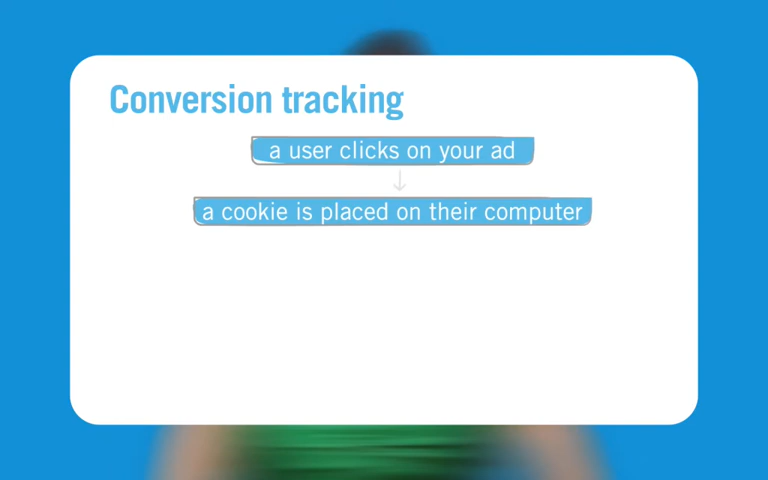 Conversion tracking
a user clicks on your ad
a cookie is placed on their computer